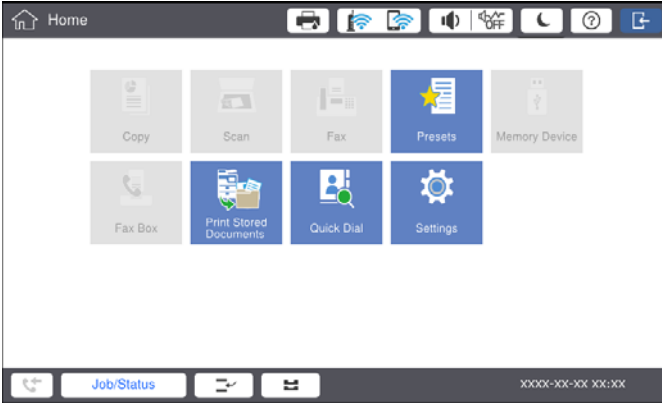 Home
OFF
?
Copy
Scan
Fax
Presets
Memory Device
Fax Box
Print Stored
Documents
Quick Dial
Settings
Job/Status
XXXX-XX-XX XX:XX